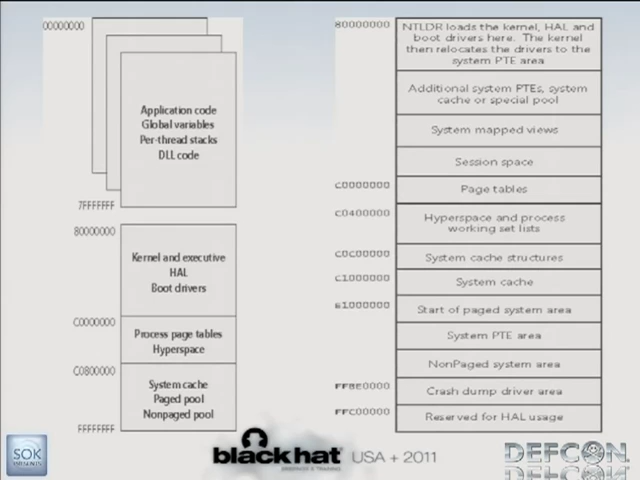 00000000
Application code
Global variables
Per-thread stacks
DLL code
7FFFFFFF
80000000
Kernel and executive
HAL
Boot drivers
C0000000
Process page tables
Hyperspace
C0800000
System cache
Paged pool
Nonpaged pool
FFFFFFFF
80000000
NTLDR loads the kernel, HAL and
boot drivers here. The kernel
then relocates the drivers to the
system PTE area
Additional system PTEs, system
cache or special pool
System mapped views
Session space
C0000000
Page tables
C0400000
Hyperspace and process
working set lists
C0C00000
System cache structures
C1000000
System cache
E1000000
Start of paged system area
System PTE area
NonPaged system area
FFBE0000
Crash dump driver area
FFC00000
Reserved for HAL usage
SOK
PRESENTS
black hat USA + 2011
DEFCON